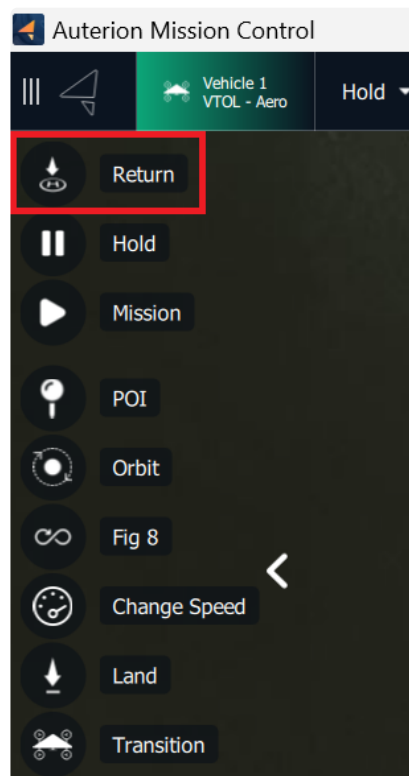 Auterion Mission Control
Vehicle 1
VTOL - Aero
Hold
Return
Hold
Mission
POI
Orbit
Fig 8
Change Speed
Land
Transition